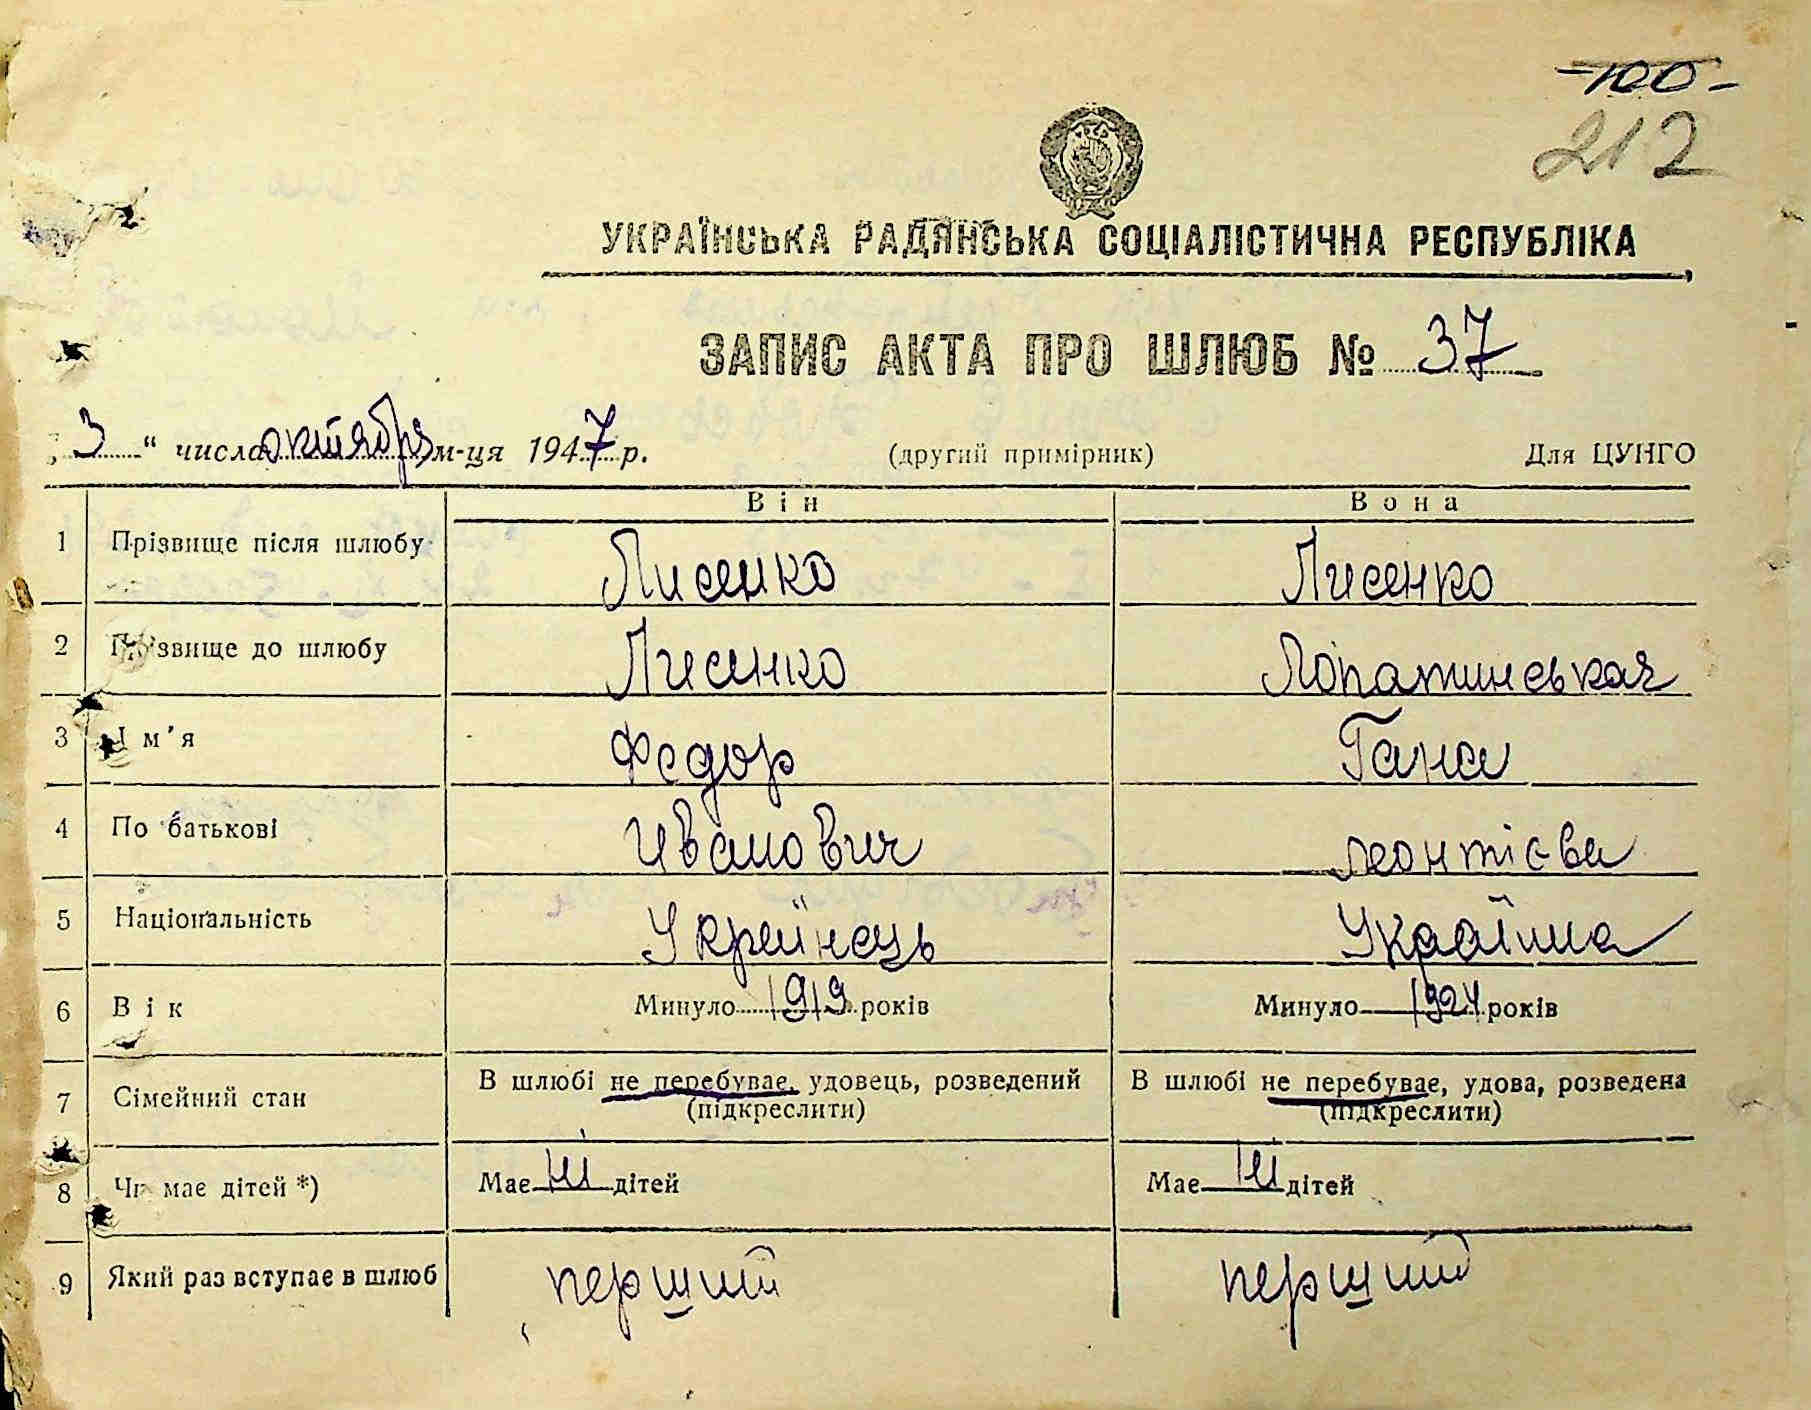 -100-
212
УКРАЇНСЬКА РАДЯНСЬКА СОЦІАЛІСТИЧНА РЕСПУБЛІКА
ЗАПИС АКТА ПРО ШЛЮБ № 37
„3“ числа октября м-ця 1947 р. (другий примірник) Для ЦУНГО
Він Вона
1 Прізвище після шлюбу Лисенко Лисенко
2 Прізвище до шлюбу Лисенко Лопатинськая
3 Ім'я Федор Гана
4 По батькові Иванович леонтієва
5 Національність Українець Украіниа
6 Вік Минуло 1919 років Минуло 1924 років
7 Сімейний стан В шлюбі не перебуває, удовець, розведений В шлюбі не перебуває, удова, розведена
(підкреслити) (підкреслити)
8 Чи має дітей *) Має ні дітей Має ні дітей
9 Який раз вступає в шлюб перший перший